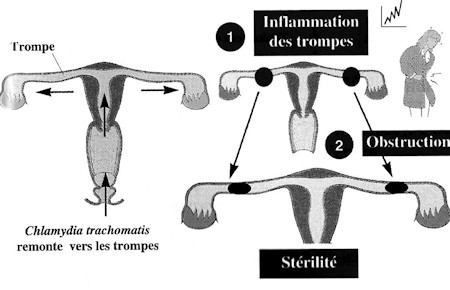 Trompe
Chlamydia trachomatis
remonte vers les trompes
1
Inflammation
des trompes
2
Obstruction
Stérilité